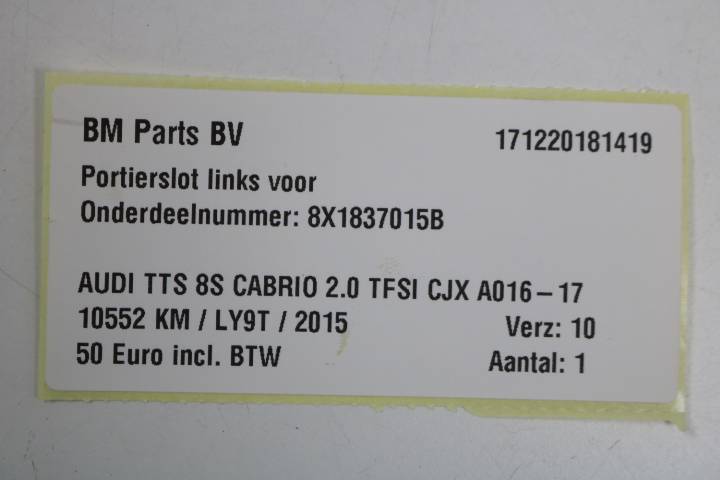 BM Parts BV 171220181419
Portierslot links voor
Onderdeelnummer: 8X1837015B
AUDI TTS 8S CABRIO 2.0 TFSI CJX A016-17
10552 KM / LY9T / 2015 Verz: 10
50 Euro incl. BTW Aantal: 1